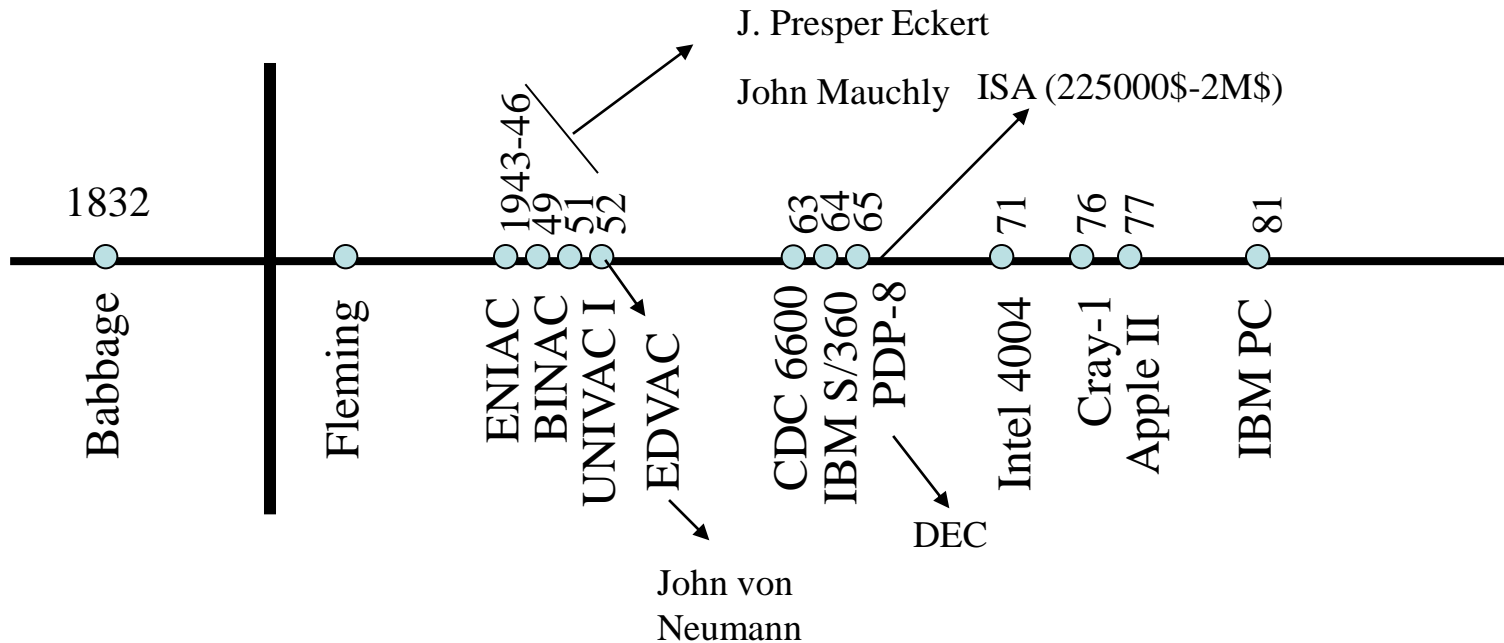 J. Presper Eckert
John Mauchly
ISA (225000$-2M$)
1832
1943-46
49
51
52
63
64
65
71
76
77
81
Babbage
Fleming
ENIAC
BINAC
UNIVAC I
EDVAC
CDC 6600
IBM S/360
PDP-8
Intel 4004
Cray-1
Apple II
IBM PC
DEC
John von
Neumann